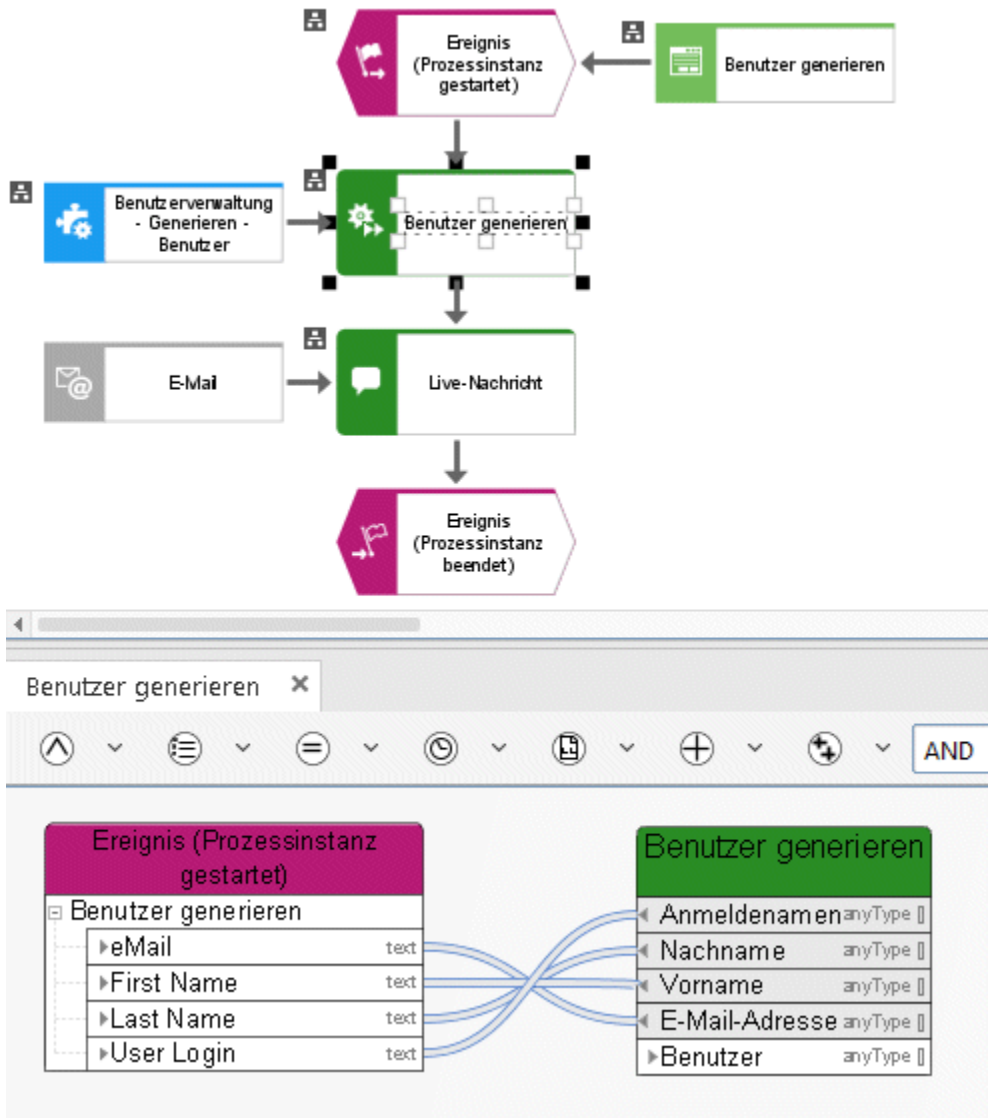 Ereignis
(Prozessinstanz
gestartet)
Benutzer generieren
Benutzerverwaltung
- Generieren -
Benutzer
Benutzer generieren
E-Mail
Live-Nachricht
Ereignis
(Prozessinstanz
beendet)
Benutzer generieren
AND
Ereignis (Prozessinstanz
gestartet)
Benutzer generieren
eMail text
First Name text
Last Name text
User Login text
Benutzer generieren
Anmeldenamen anyType []
Nachname anyType []
Vorname anyType []
E-Mail-Adresse anyType []
Benutzer anyType []